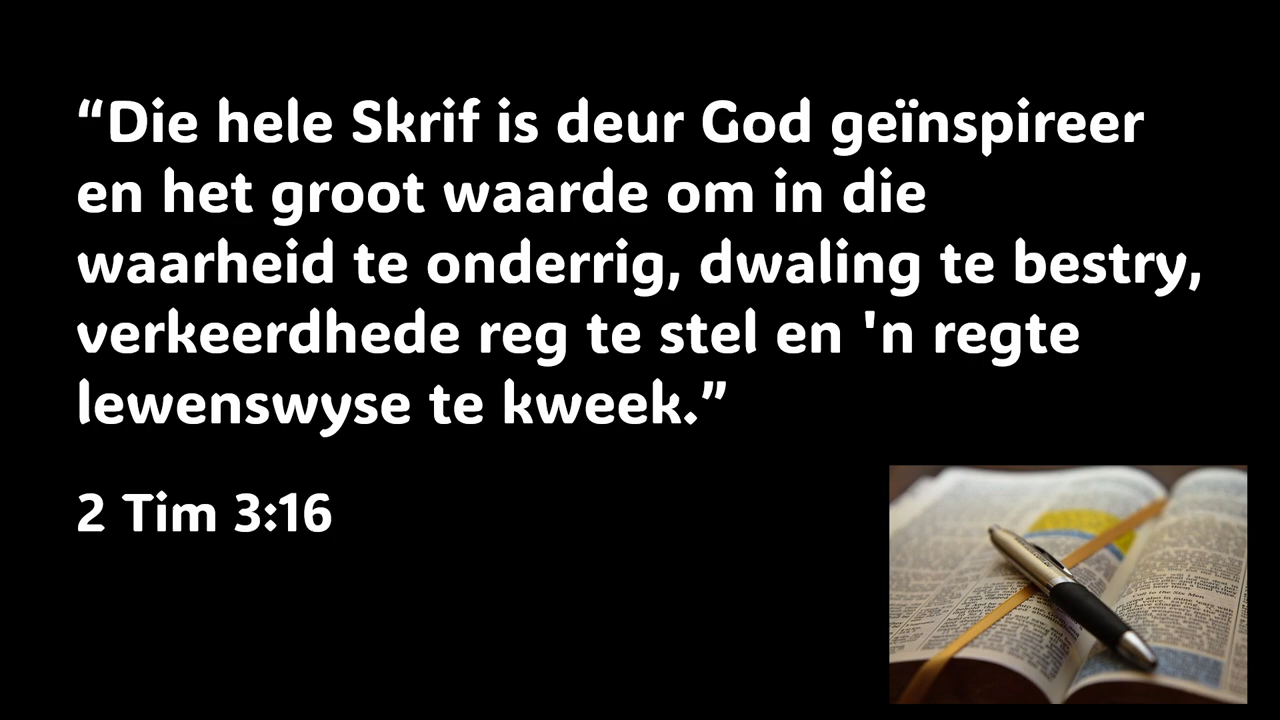 “Die hele Skrif is deur God geïnspireer
en het groot waarde om in die
waarheid te onderrig, dwaling te bestry,
verkeerdhede reg te stel en 'n regte
lewenswyse te kweek.”
2 Tim 3:16